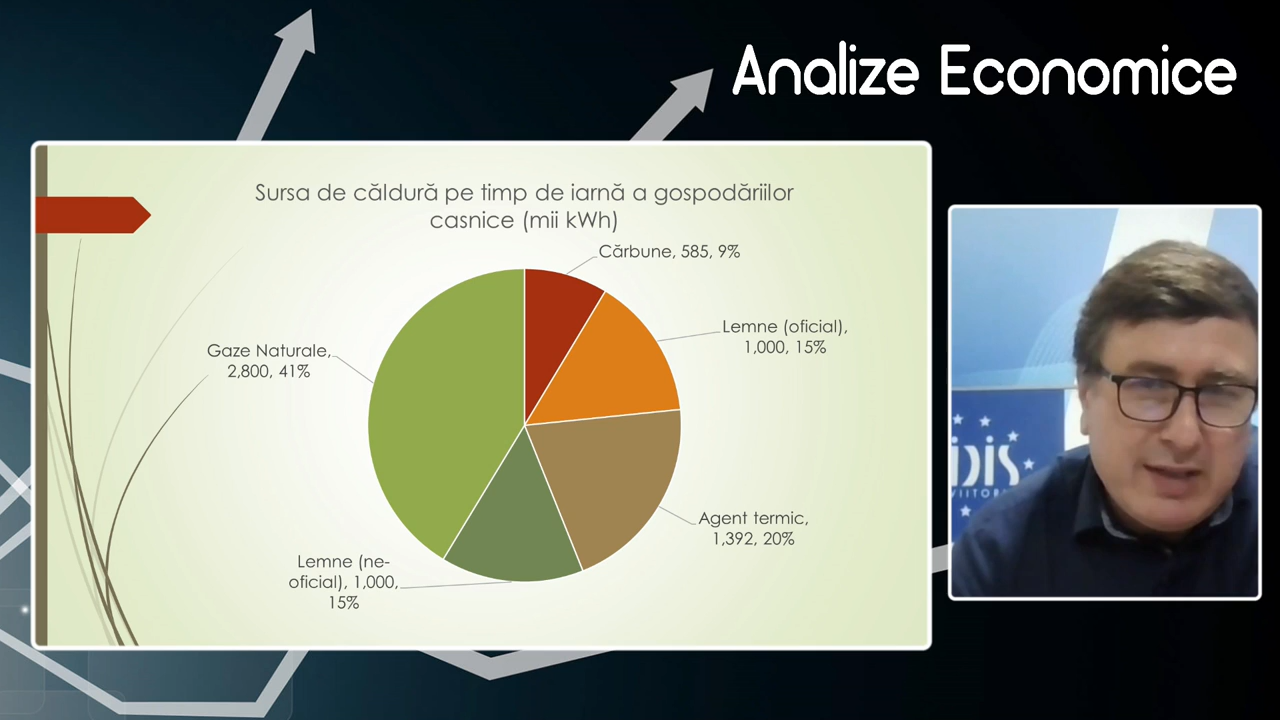 Analize Economice
Sursa de căldură pe timp de iarnă a gospodăriilor
casnice (mii kWh)
Cărbune, 585, 9%
Lemne (oficial),
1,000, 15%
Gaze Naturale,
2,800, 41%
Agent termic,
1,392, 20%
Lemne (ne-
oficial), 1,000,
15%